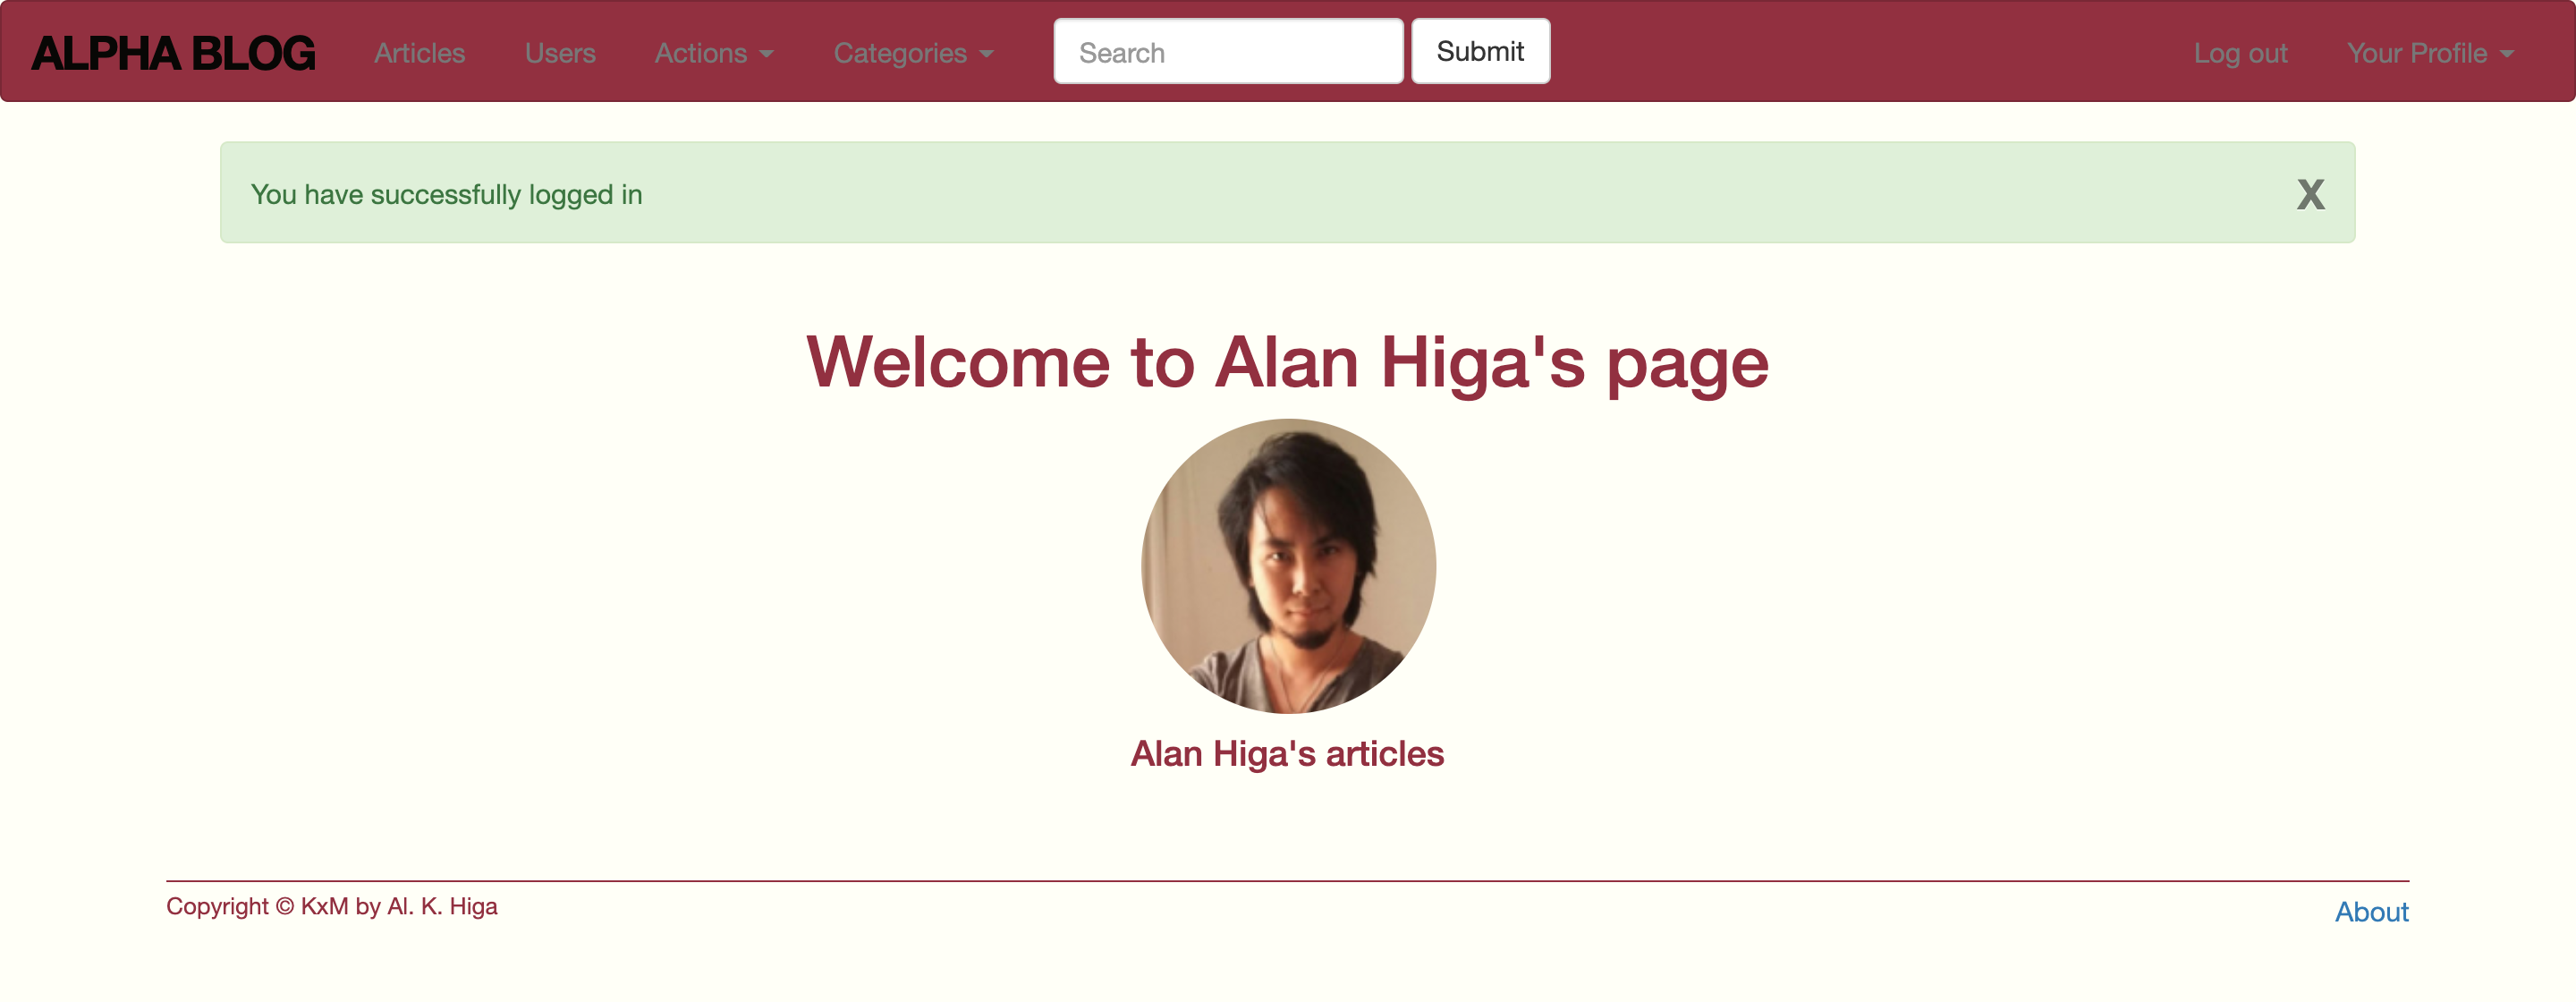 ALPHA BLOG Articles Users Actions Categories Search Submit Log out Your Profile
You have successfully logged in X
Welcome to Alan Higa's page
Alan Higa's articles
Copyright © KxM by Al. K. Higa About